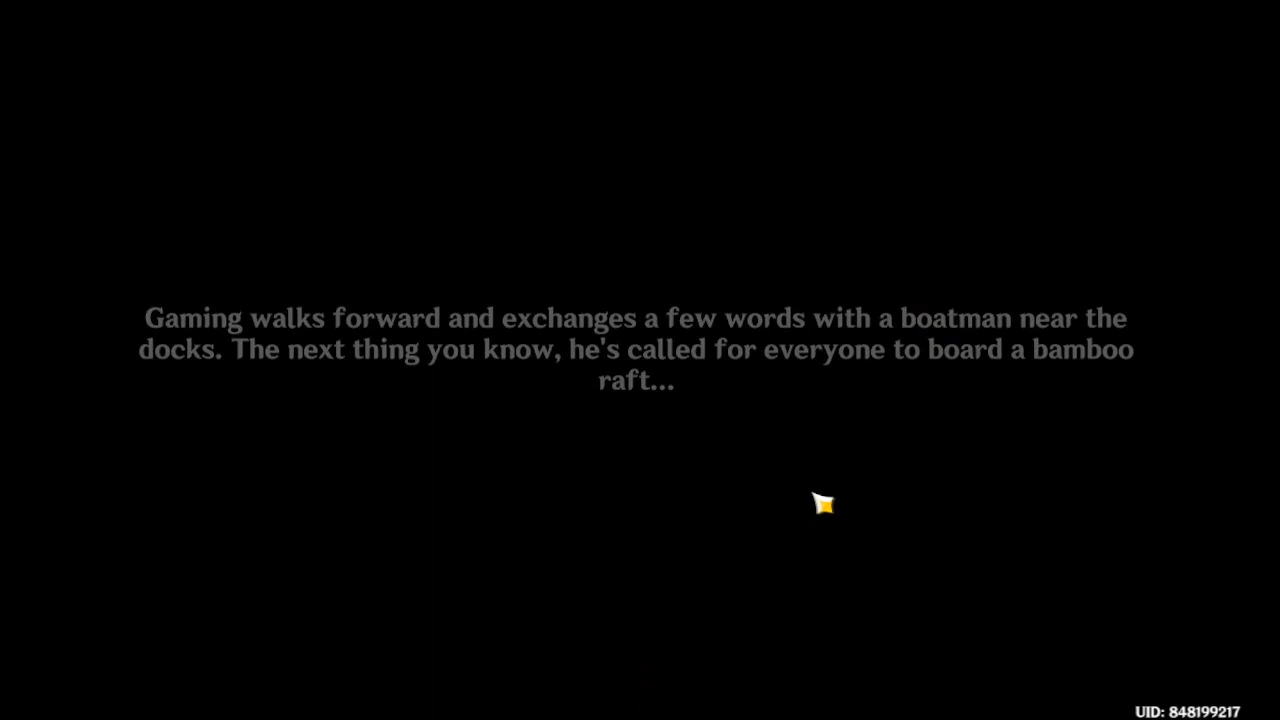 Gaming walks forward and exchanges a few words with a boatman near the
docks. The next thing you know, he's called for everyone to board a bamboo
raft...
UID: 848199217